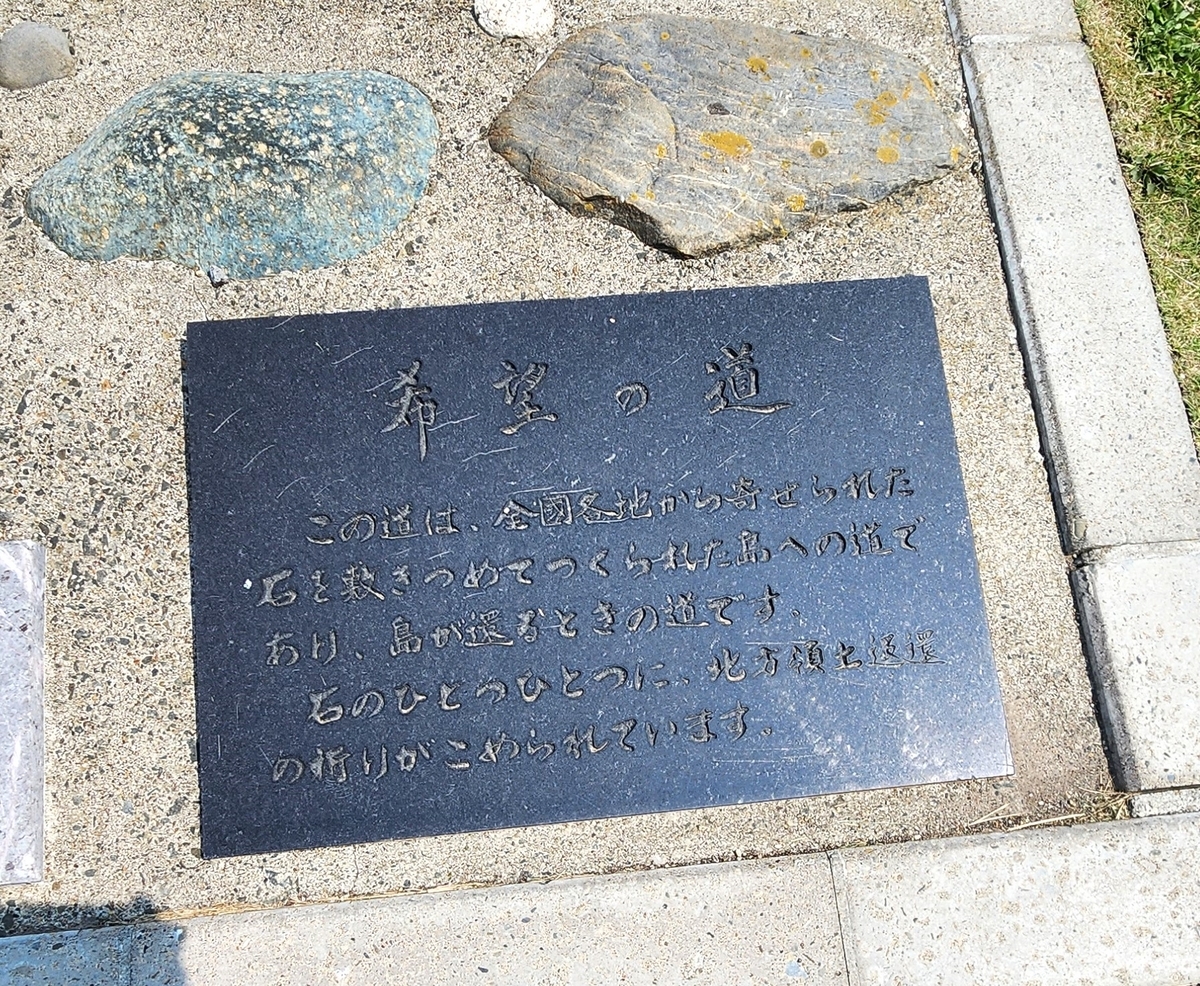 希望の道
この道は、全國各地から寄せられた
石を敷きつめてつくられた島への道で
あり、島が還るときの道です。
石のひとつひとつに、北方領土返還
の祈りがこめられています。